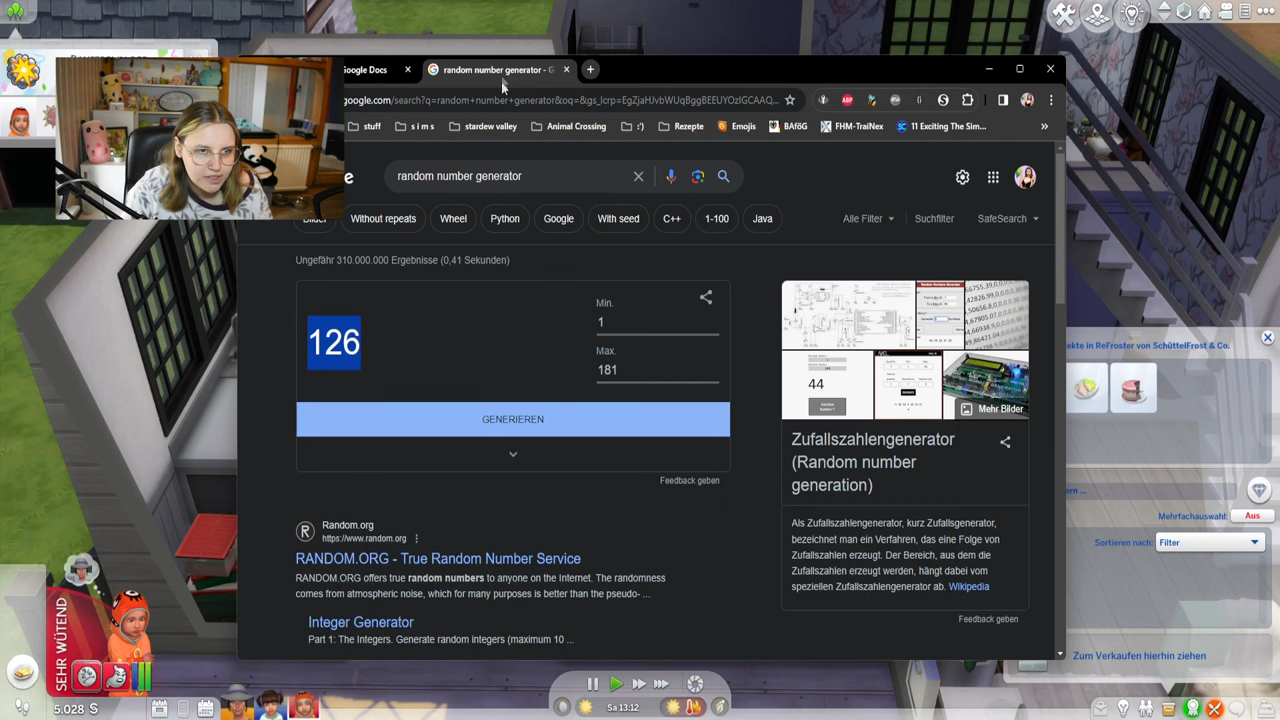 Google Docs
random number generator - G
google.com/search?q=random+number+generator&oq=&gs_lcrp=EgZjaHJvbWUqBggBEEUYOzIGCAAQ...
stuff
s i m s
stardew valley
Animal Crossing
:)
Rezepte
Emojis
BAföG
FHM-TraiNex
11 Exciting The Sim...
random number generator
Bilder
Without repeats
Wheel
Python
Google
With seed
C++
1-100
Java
Alle Filter
Suchfilter
SafeSearch
Ungefähr 310.000.000 Ergebnisse (0,41 Sekunden)
126
Min.
1
Max.
181
GENERIEREN
Feedback geben
44
Mehr Bilder
Zufallszahlengenerator
(Random number
generation)
Als Zufallszahlengenerator, kurz Zufallsgenerator,
bezeichnet man ein Verfahren, das eine Folge von
Zufallszahlen erzeugt. Der Bereich, aus dem die
Zufallszahlen erzeugt werden, hängt dabei vom
speziellen Zufallszahlengenerator ab. Wikipedia
Feedback geben
Random.org
https://www.random.org
RANDOM.ORG - True Random Number Service
RANDOM.ORG offers true random numbers to anyone on the Internet. The randomness
comes from atmospheric noise, which for many purposes is better than the pseudo- ...
Integer Generator
Part 1: The Integers. Generate random integers (maximum 10 ...
ekte in ReFroster von SchüttelFrost & Co.
ern ...
Mehrfachauswahl: Aus
Sortieren nach: Filter
Zum Verkaufen hierhin ziehen
SEHR WÜTEND
5.028 $
Sa 13:12